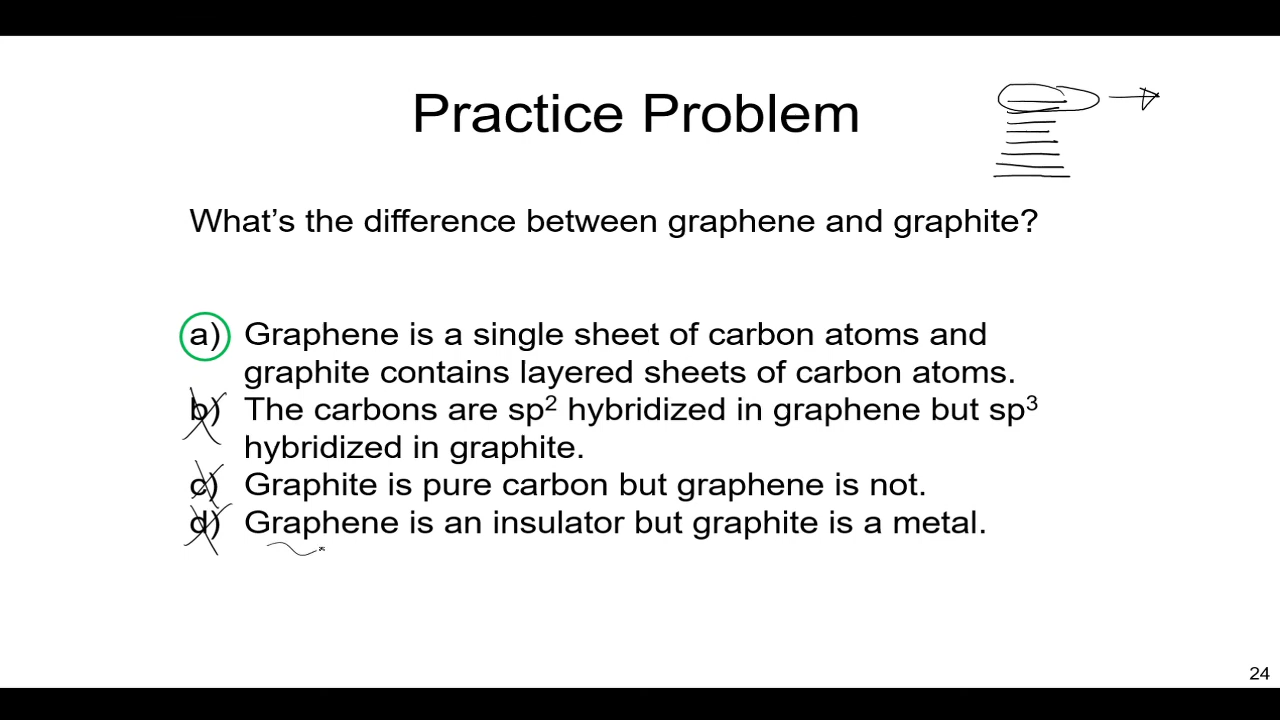 Practice Problem
What's the difference between graphene and graphite?
a) Graphene is a single sheet of carbon atoms and
graphite contains layered sheets of carbon atoms.
b) The carbons are sp² hybridized in graphene but sp³
hybridized in graphite.
c) Graphite is pure carbon but graphene is not.
d) Graphene is an insulator but graphite is a metal.
24